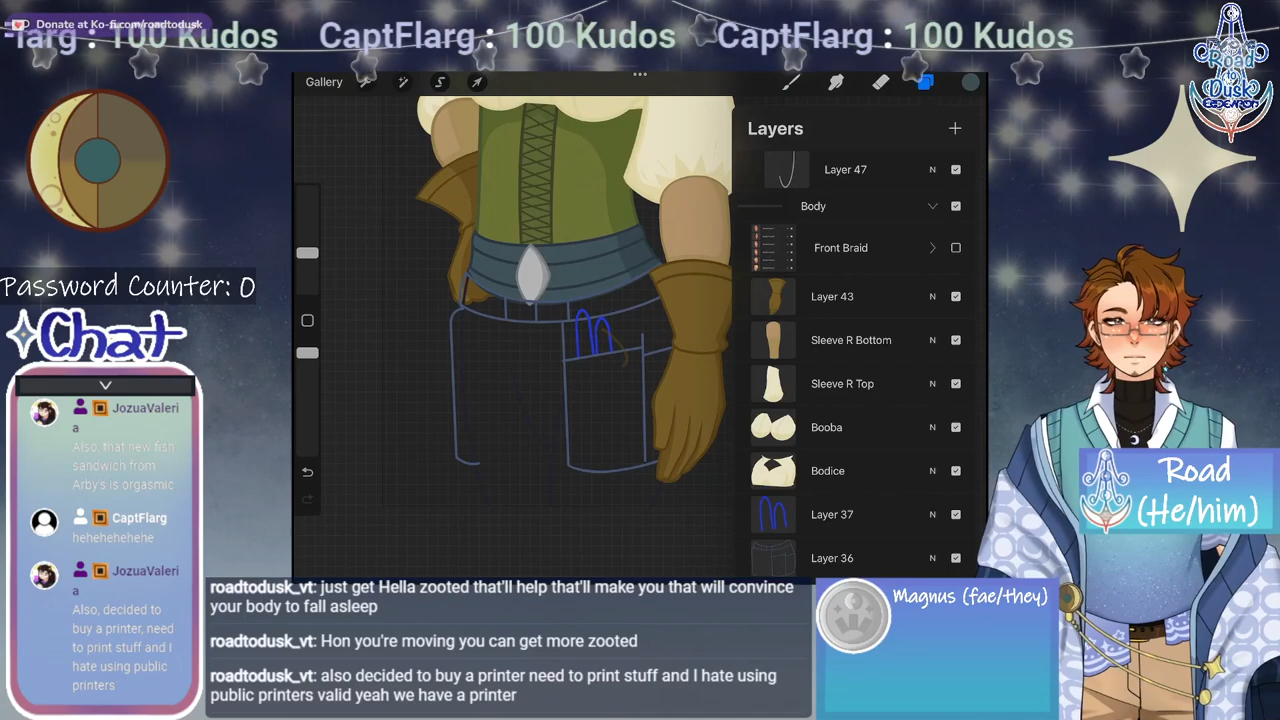 Donate at Ko-fi.com/roadtodusk
-larg : 100 Kudos CaptFlarg : 100 Kudos CaptFlarg : 100 Kudos
Road
to
Dusk
Gallery
Layers
Layer 47 N
Body
Front Braid
Layer 43 N
Sleeve R Bottom N
Sleeve R Top N
Booba N
Bodice N
Layer 37 N
Layer 36 N
Password Counter: 0
Chat
JozuaValeri
a
Also, that new fish
sandwich from
Arby's is orgasmic
CaptFlarg
hehehehehehe
JozuaValeri
a
Also, decided to
buy a printer, need
to print stuff and I
hate using public
printers
roadtodusk_vt: just get Hella zooted that'll help that'll make you that will convince
your body to fall asleep
roadtodusk_vt: Hon you're moving you can get more zooted
roadtodusk_vt: also decided to buy a printer need to print stuff and I hate using
public printers valid yeah we have a printer
Road
(He/him)
Magnus (fae/they)